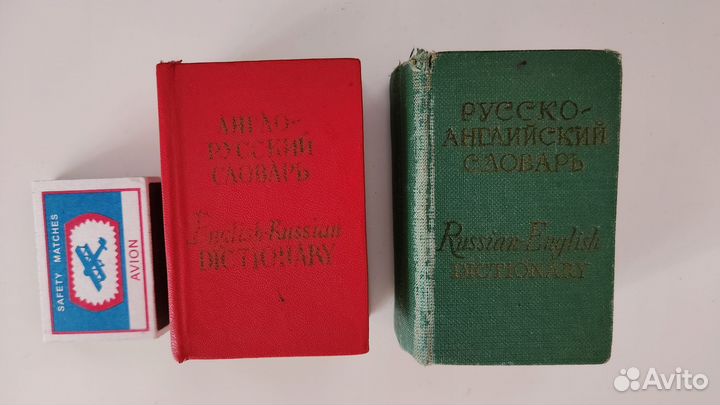 SAFETY MATCHES
AVION
АНГЛО-
РУССКИЙ
СЛОВАРЬ
English-Russian
DICTIONARY
РУССКО-
АНГЛИЙСКИЙ
СЛОВАРЬ
Russian-English
DICTIONARY
Avito